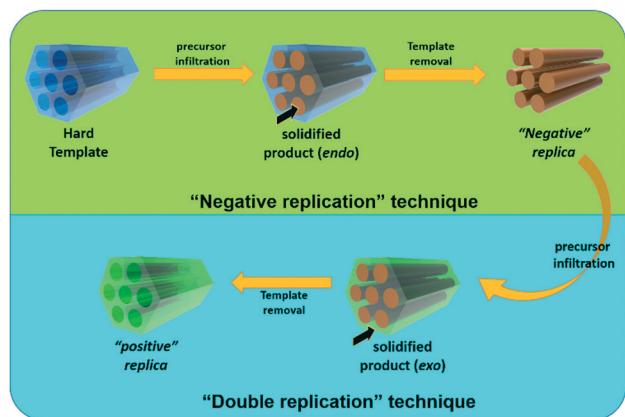 precursor
infiltration
Template
removal
Hard
Template
solidified
product (endo)
"Negative"
replica
"Negative replication" technique
precursor
infiltration
Template
removal
"positive"
replica
solidified
product (exo)
"Double replication" technique